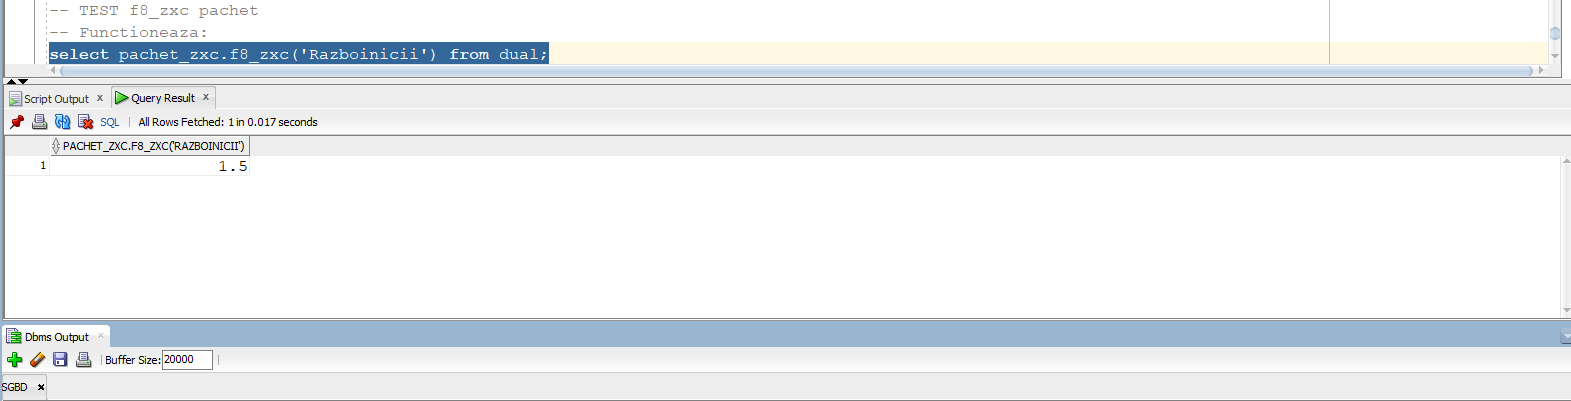 -- TEST f8_zxc pachet
-- Functioneaza:
select pachet_zxc.f8_zxc('Razboinicii') from dual;
Script Output x Query Result x
SQL | All Rows Fetched: 1 in 0.017 seconds
PACHET_ZXC.F8_ZXC('RAZBOINICII')
1 1.5
Dbms Output x
Buffer Size: 20000
SGBD x